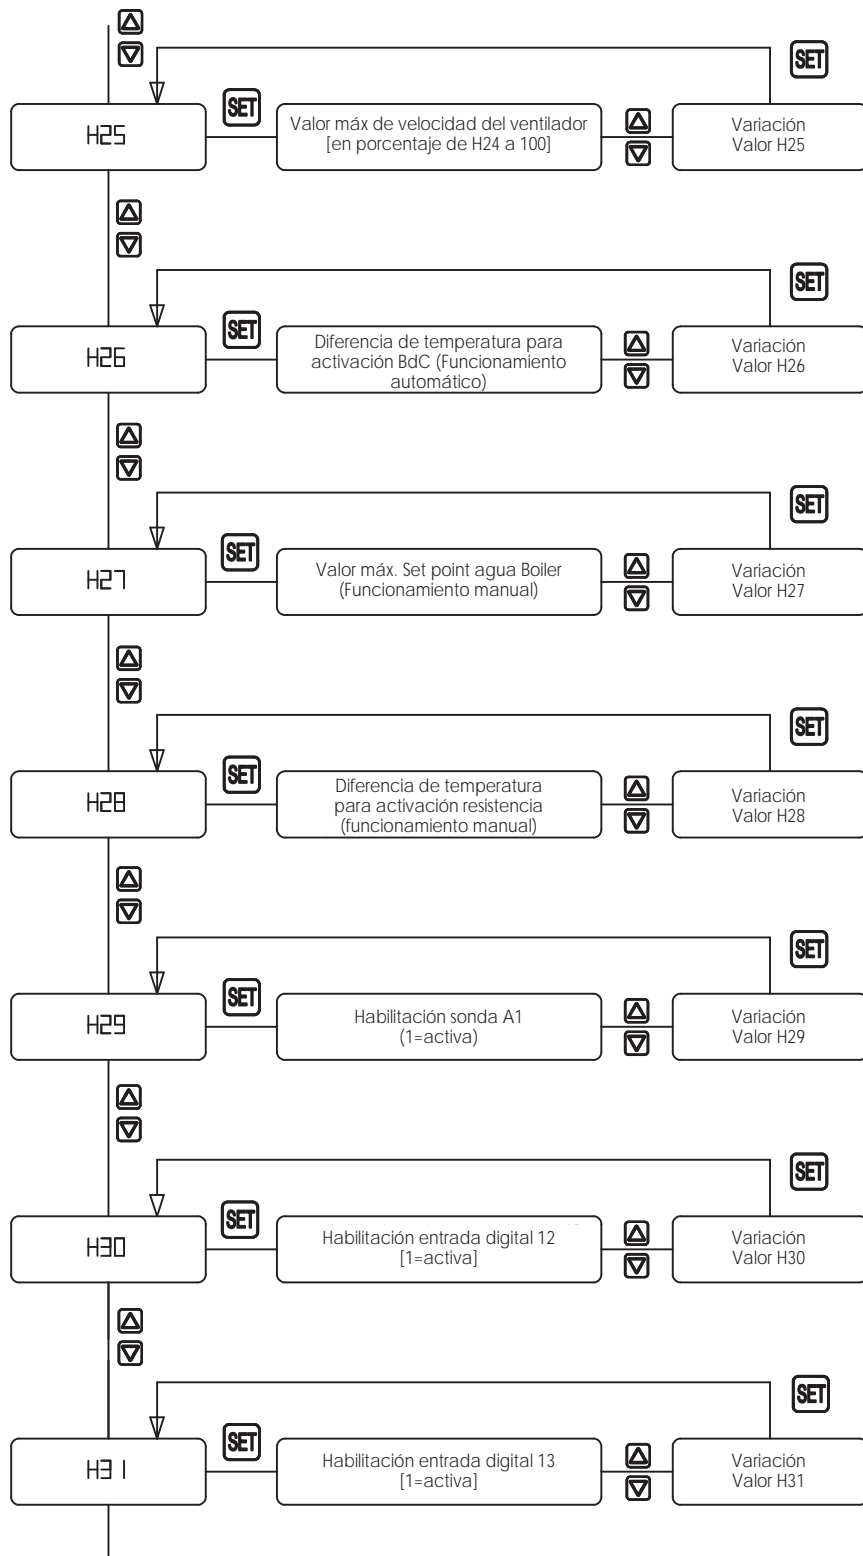 SET
H25
SET
Valor máx de velocidad del ventilador
[en porcentaje de H24 a 100]
Variación
Valor H25
SET
H26
SET
Diferencia de temperatura para
activación BdC (Funcionamiento
automático)
Variación
Valor H26
SET
H27
SET
Valor máx. Set point agua Boiler
(Funcionamiento manual)
Variación
Valor H27
SET
H28
SET
Diferencia de temperatura
para activación resistencia
(funcionamiento manual)
Variación
Valor H28
SET
H29
SET
Habilitación sonda A1
(1=activa)
Variación
Valor H29
SET
H30
SET
Habilitación entrada digital 12
[1=activa]
Variación
Valor H30
SET
H31
SET
Habilitación entrada digital 13
[1=activa]
Variación
Valor H31